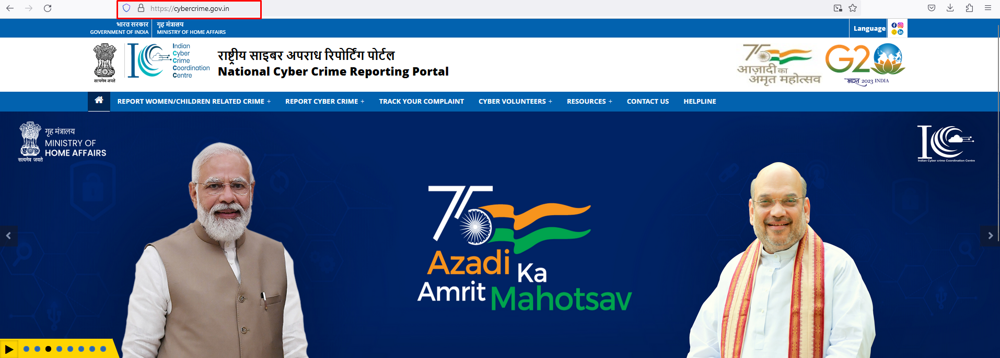 https://cybercrime.gov.in
भारत सरकार
GOVERNMENT OF INDIA
गृह मंत्रालय
MINISTRY OF HOME AFFAIRS
Language
सत्यमेव जयते
Indian
Cyber
Crime
Coordination
Centre
राष्ट्रीय साइबर अपराध रिपोर्टिंग पोर्टल
National Cyber Crime Reporting Portal
75
आज़ादी का
अमृत महोत्सव
G20
भारत 2023 INDIA
REPORT WOMEN/CHILDREN RELATED CRIME +
REPORT CYBER CRIME +
TRACK YOUR COMPLAINT
CYBER VOLUNTEERS +
RESOURCES +
CONTACT US
HELPLINE
सत्यमेव जयते
गृह मंत्रालय
MINISTRY OF
HOME AFFAIRS
Indian Cyber crime Coordination Centre
75
Azadi Ka
Amrit Mahotsav